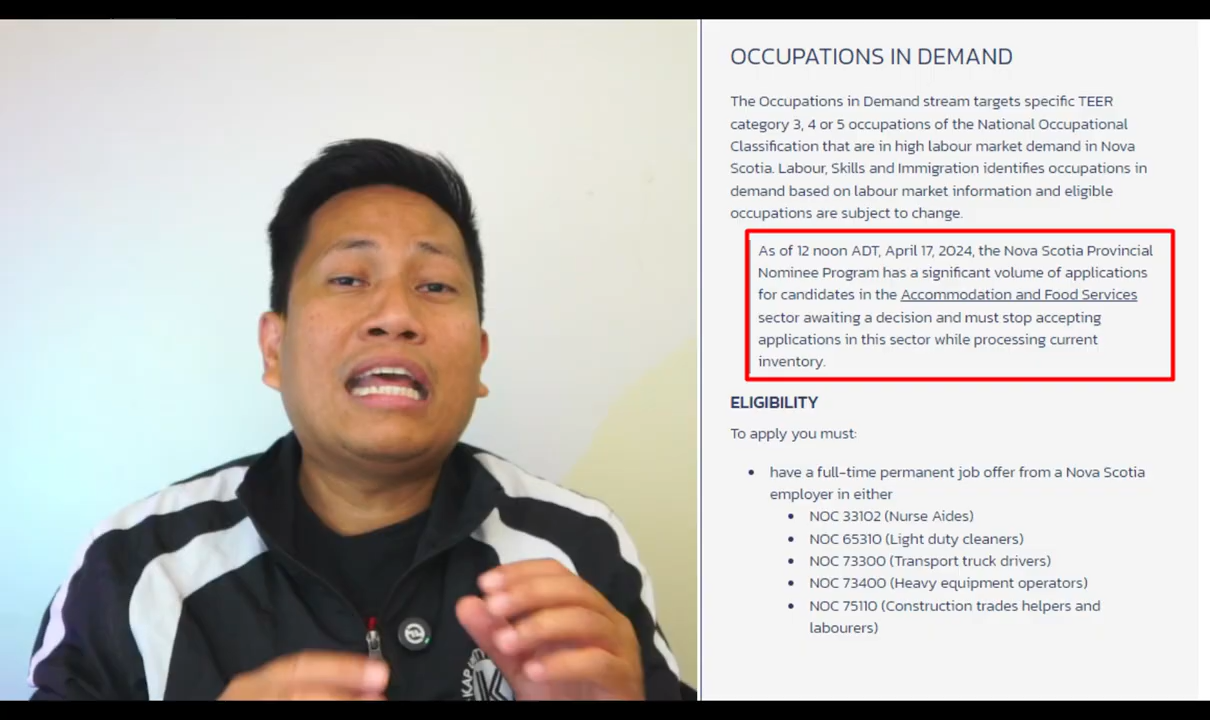 OCCUPATIONS IN DEMAND
The Occupations in Demand stream targets specific TEER
category 3, 4 or 5 occupations of the National Occupational
Classification that are in high labour market demand in Nova
Scotia. Labour, Skills and Immigration identifies occupations in
demand based on labour market information and eligible
occupations are subject to change.
As of 12 noon ADT, April 17, 2024, the Nova Scotia Provincial
Nominee Program has a significant volume of applications
for candidates in the Accommodation and Food Services
sector awaiting a decision and must stop accepting
applications in this sector while processing current
inventory.
ELIGIBILITY
To apply you must:
• have a full-time permanent job offer from a Nova Scotia
employer in either
• NOC 33102 (Nurse Aides)
• NOC 65310 (Light duty cleaners)
• NOC 73300 (Transport truck drivers)
• NOC 73400 (Heavy equipment operators)
• NOC 75110 (Construction trades helpers and
labourers)